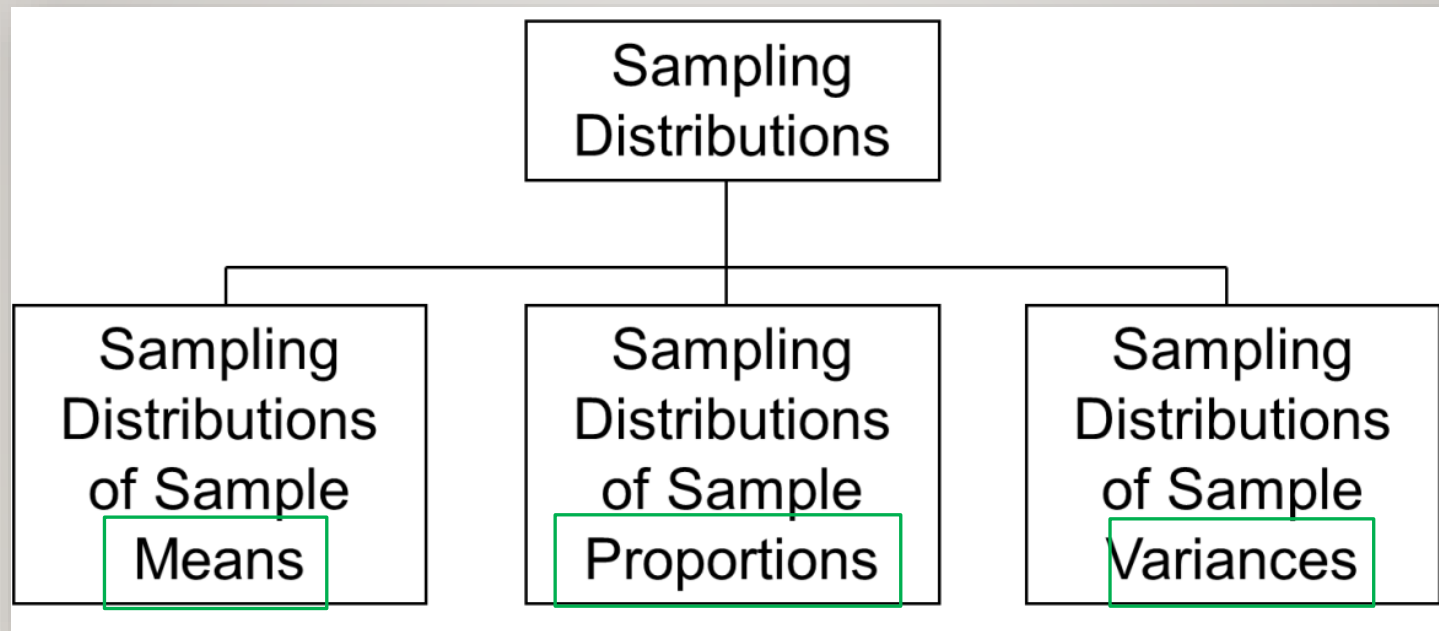 Sampling
Distributions
Sampling
Distributions
of Sample
Means
Sampling
Distributions
of Sample
Proportions
Sampling
Distributions
of Sample
Variances